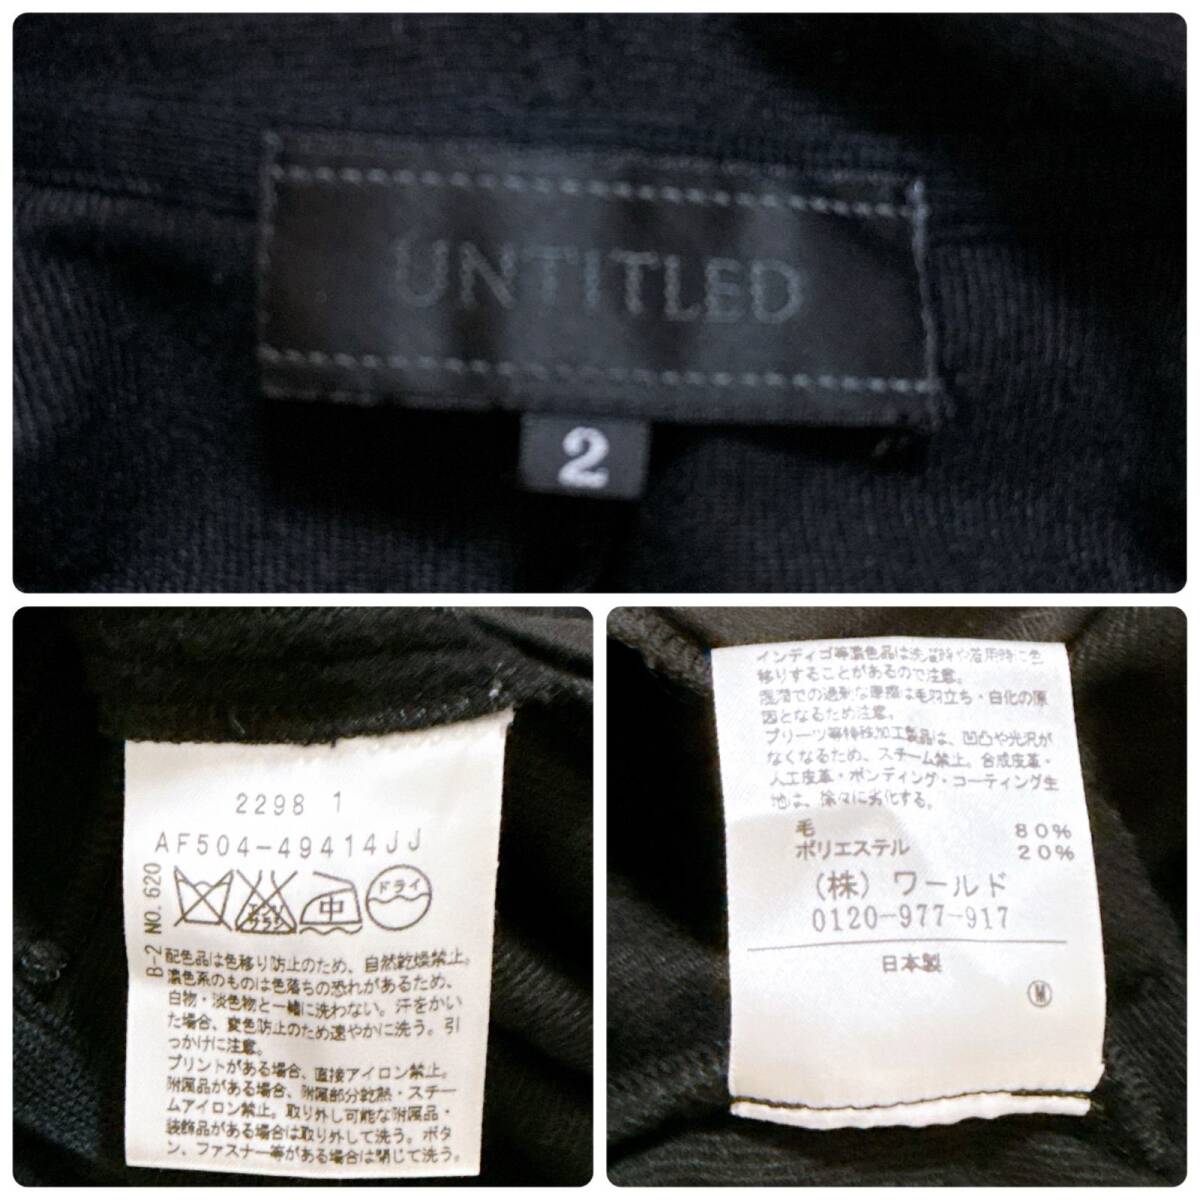 UNTITLED
2
2298 1
AF504-49414JJ
B-2 NO. 620
エンソ
サラシ
中
ドライ
配色品は色移り防止のため、自然乾燥禁止。
濃色系のものは色落ちの恐れがあるため、
白物・淡色物と一緒に洗わない。汗をかい
た場合、変色防止のため速やかに洗う。引
っかけに注意。
プリントがある場合、直接アイロン禁止。
附属品がある場合、附属部分乾熱・スチー
ムアイロン禁止。取り外し可能な附属品・
装飾品がある場合は取り外して洗う。ボタ
ン、ファスナー等がある場合は閉じて洗う。
インディゴ等濃色品は洗濯時や着用時に色
移りすることがあるので注意。
湿潤での過剰な摩擦は毛羽立ち・白化の原
因となるため注意。
プリーツ等特殊加工製品は、凹凸や光沢が
なくなるため、スチーム禁止。合成皮革・
人工皮革・ボンディング・コーティング生
地は、徐々に劣化する。
毛 80%
ポリエステル 20%
(株) ワールド
0120-977-917
日本製
M